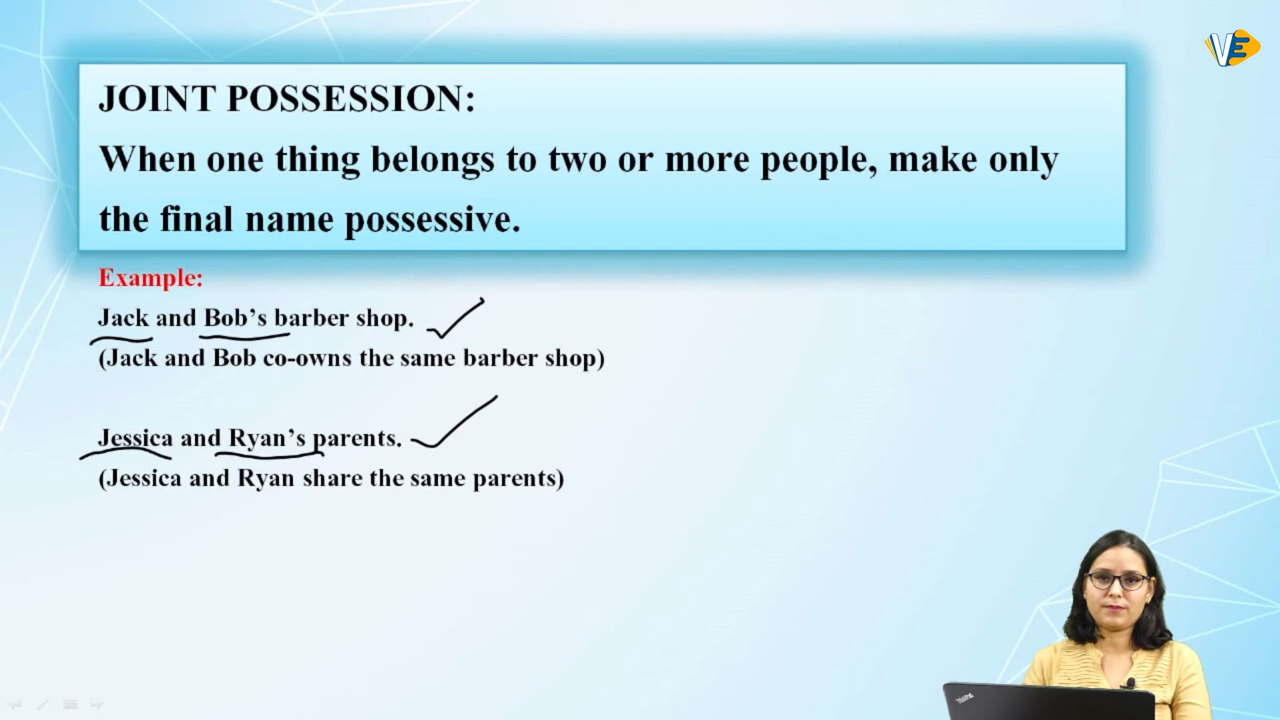 VE
JOINT POSSESSION:
When one thing belongs to two or more people, make only
the final name possessive.
Example:
Jack and Bob’s barber shop.
(Jack and Bob co-owns the same barber shop)
Jessica and Ryan’s parents.
(Jessica and Ryan share the same parents)
ThinkPad